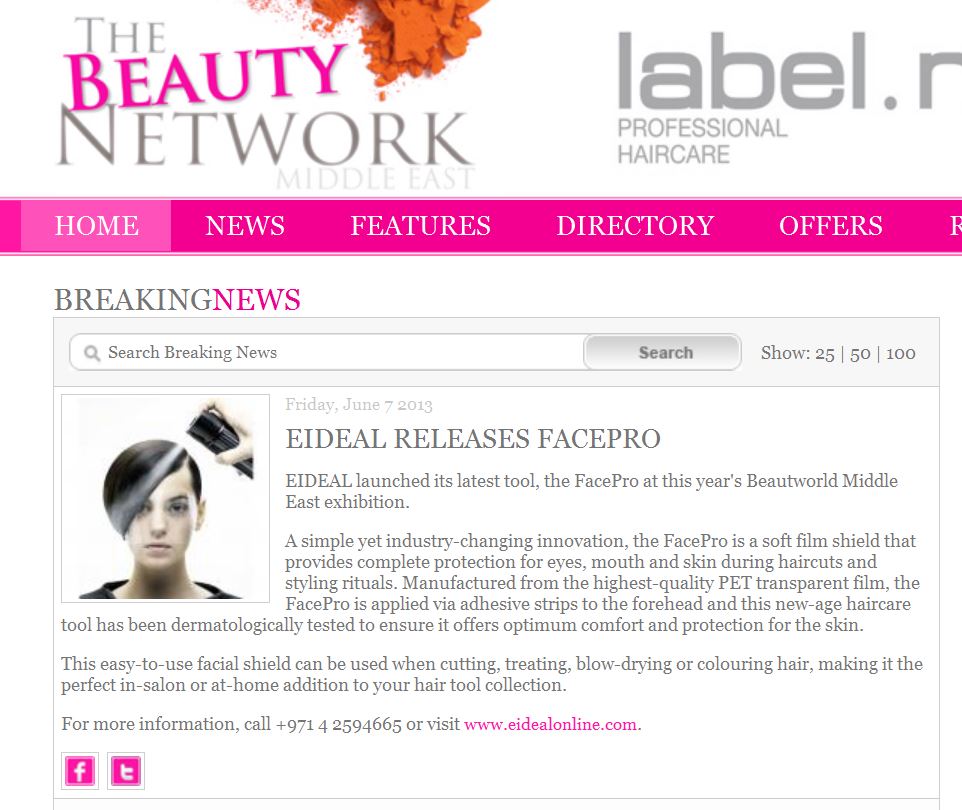 THE
BEAUTY
NETWORK
MIDDLE EAST
label.
PROFESSIONAL
HAIRCARE
HOME NEWS FEATURES DIRECTORY OFFERS
BREAKINGNEWS
Search Breaking News Search Show: 25 | 50 | 100
Friday, June 7 2013
EIDEAL RELEASES FACEPRO
EIDEAL launched its latest tool, the FacePro at this year's Beautworld Middle
East exhibition.
A simple yet industry-changing innovation, the FacePro is a soft film shield that
provides complete protection for eyes, mouth and skin during haircuts and
styling rituals. Manufactured from the highest-quality PET transparent film, the
FacePro is applied via adhesive strips to the forehead and this new-age haircare
tool has been dermatologically tested to ensure it offers optimum comfort and protection for the skin.
This easy-to-use facial shield can be used when cutting, treating, blow-drying or colouring hair, making it the
perfect in-salon or at-home addition to your hair tool collection.
For more information, call +971 4 2594665 or visit www.eidealonline.com.
f t